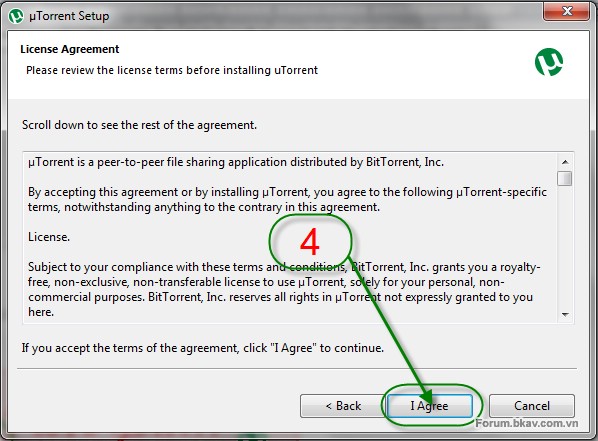 µTorrent Setup
License Agreement
Please review the license terms before installing uTorrent
Scroll down to see the rest of the agreement.
µTorrent is a peer-to-peer file sharing application distributed by BitTorrent, Inc.
By accepting this agreement or by installing µTorrent, you agree to the following µTorrent-specific
terms, notwithstanding anything to the contrary in this agreement.
License.
4
Subject to your compliance with these terms and conditions, BitTorrent, Inc. grants you a royalty-
free, non-exclusive, non-transferable license to use µTorrent, solely for your personal, non-
commercial purposes. BitTorrent, Inc. reserves all rights in µTorrent not expressly granted to you
here.
If you accept the terms of the agreement, click "I Agree" to continue.
< Back I Agree Cancel
Forum.bkav.com.vn